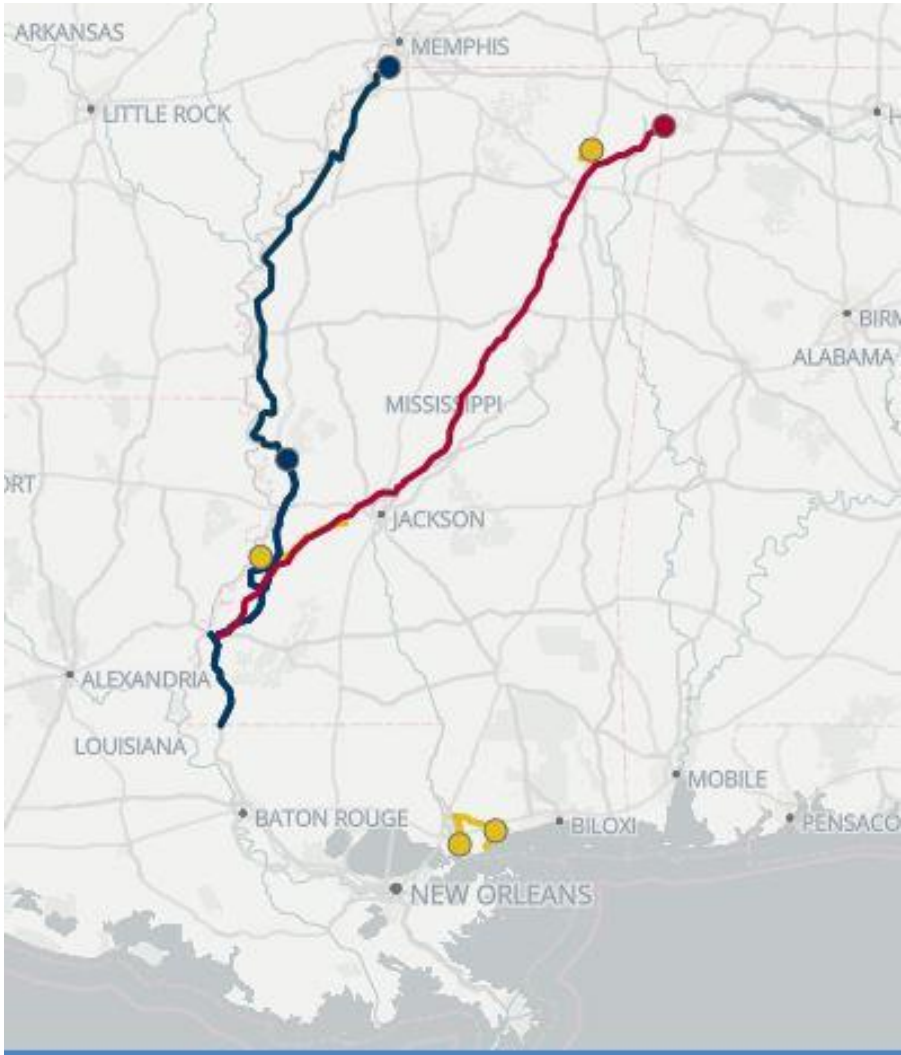 ARKANSAS
MEMPHIS
LITTLE ROCK
H
BIRM
ALABAMA
MISSISSIPPI
ORT
JACKSON
ALEXANDRIA
LOUISIANA
MOBILE
BATON ROUGE
BILOXI
PENSACO
NEW ORLEANS